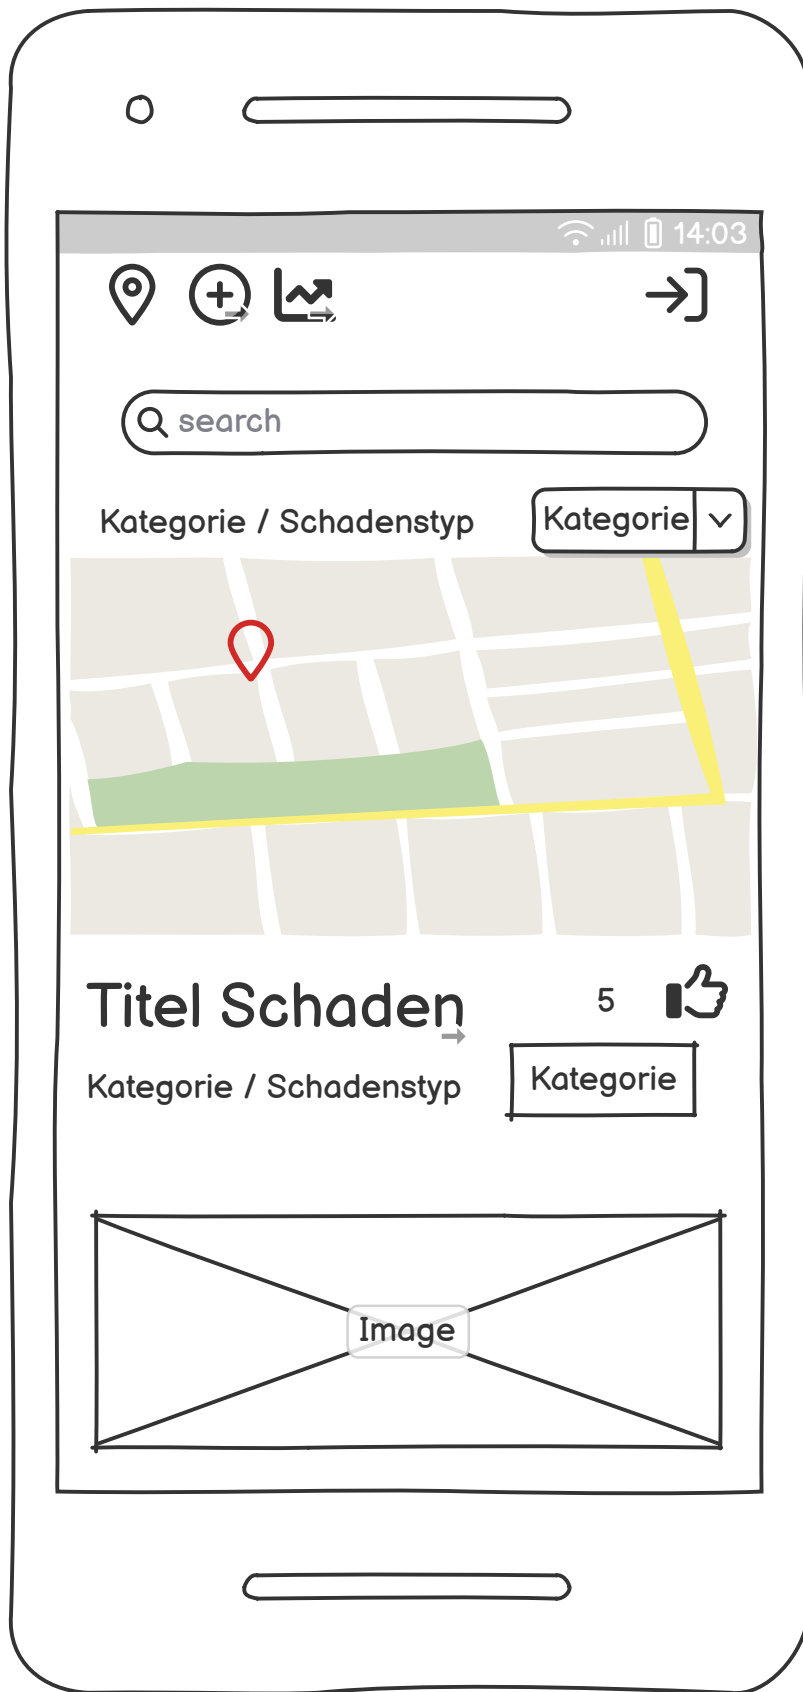 14:03
search
Kategorie / Schadenstyp
Kategorie
Titel Schaden
5
Kategorie / Schadenstyp
Kategorie
Image